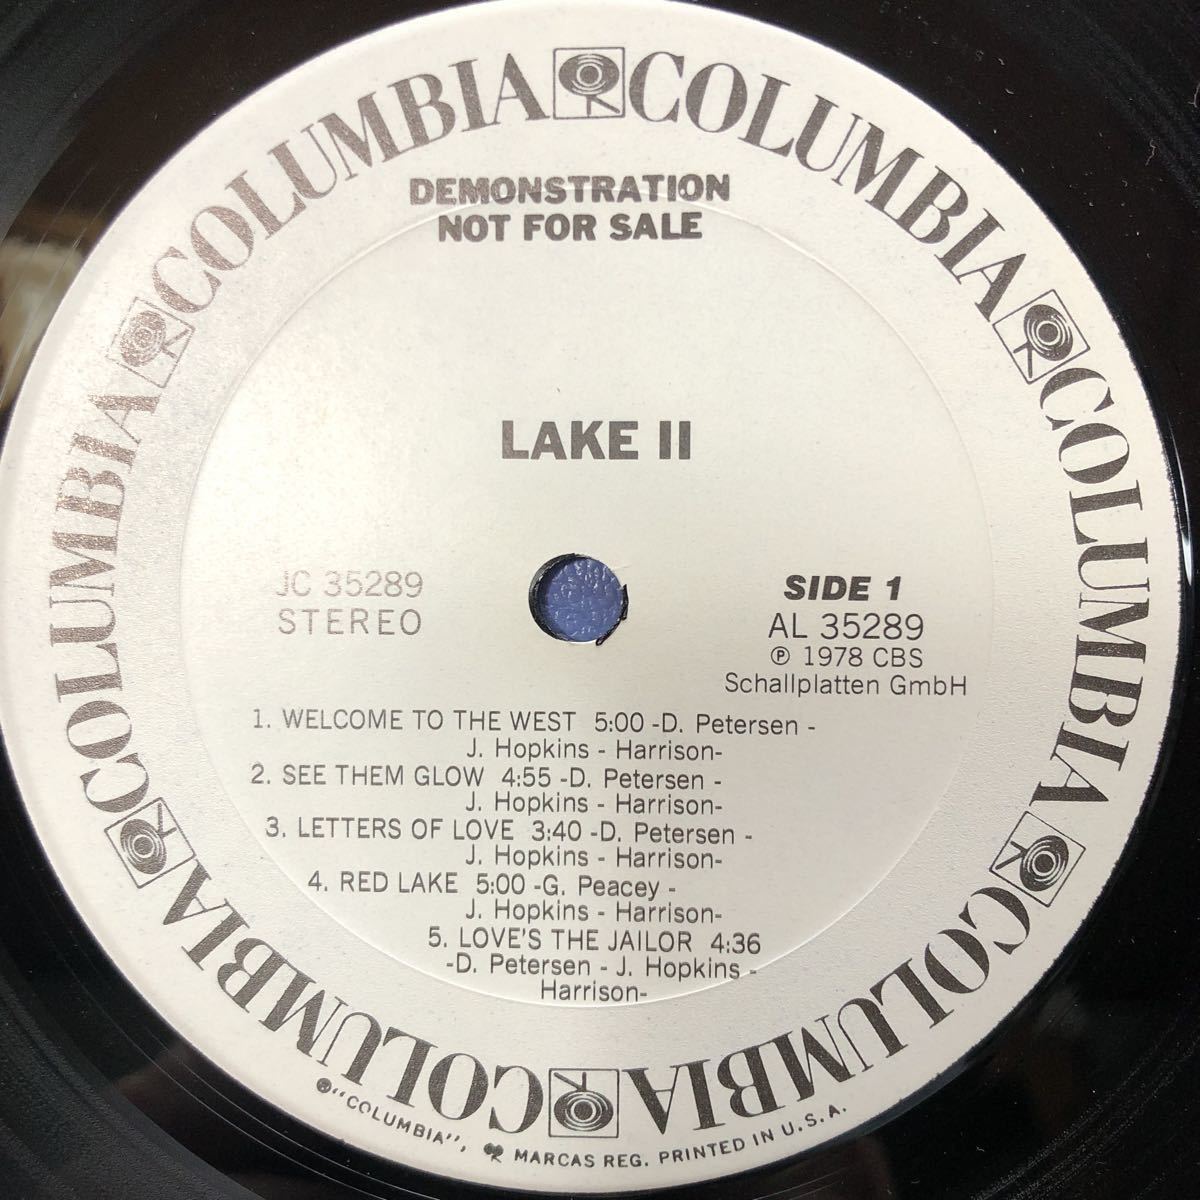 COLUMBIA COLUMBIA COLUMBIA COLUMBIA COLUMBIA COLUMBIA
DEMONSTRATION
NOT FOR SALE
LAKE II
JC 35289
STEREO
SIDE 1
AL 35289
Ⓟ 1978 CBS
Schallplatten GmbH
1. WELCOME TO THE WEST 5:00 -D. Petersen -
J. Hopkins - Harrison-
2. SEE THEM GLOW 4:55 -D. Petersen -
J. Hopkins - Harrison-
3. LETTERS OF LOVE 3:40 -D. Petersen -
J. Hopkins - Harrison-
4. RED LAKE 5:00 -G. Peacey -
J. Hopkins - Harrison-
5. LOVE'S THE JAILOR 4:36
-D. Petersen - J. Hopkins -
Harrison-
®"COLUMBIA", MARCAS REG. PRINTED IN U.S.A.